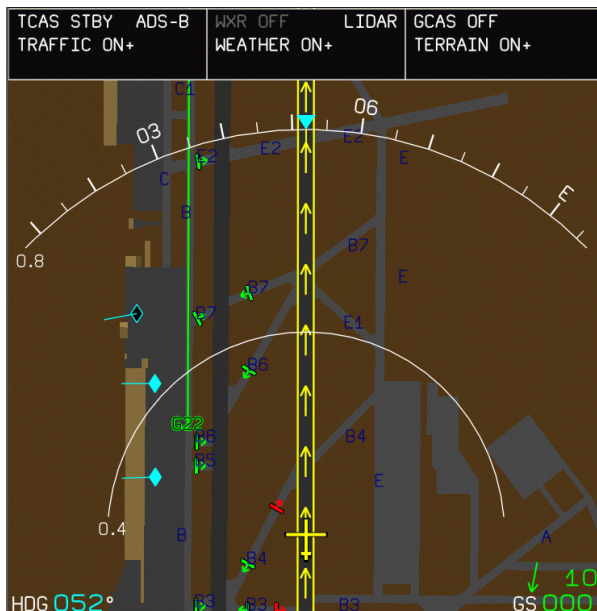 TCAS STBY ADS-B WXR OFF LIDAR GCAS OFF
TRAFFIC ON+ WEATHER ON+ TERRAIN ON+
C1
03 06
E2 E2 E2 E
C E
B
B7
0.8 B7 E
B7
E1
B6
G22
B6 B4
B5
E
0.4
B A
B4
10
HDG 052° B3 B3 B3 GS 000